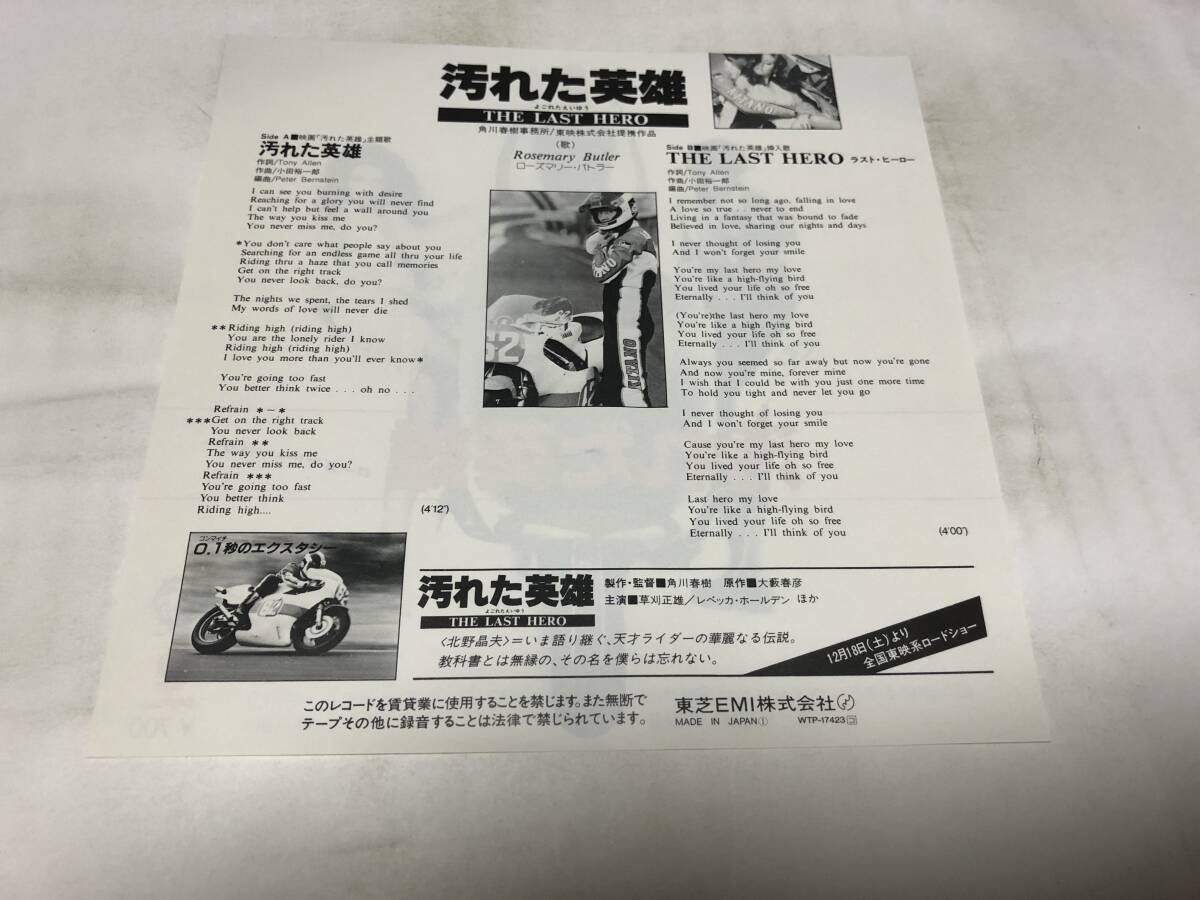 汚れた英雄
よごれたえいゆう
THE LAST HERO
角川春樹事務所/東映株式会社提携作品
(歌)
Rosemary Butler
ローズマリー・バトラー
Side A■映画「汚れた英雄」主題歌
汚れた英雄
作詞/Tony Allen
作曲/小田裕一郎
編曲/Peter Bernstein
I can see you burning with desire
Reaching for a glory you will never find
I can't help but feel a wall around you
The way you kiss me
You never miss me, do you?
*You don't care what people say about you
Searching for an endless game all thru your life
Riding thru a haze that you call memories
Get on the right track
You never look back, do you?
The nights we spent, the tears I shed
My words of love will never die
**Riding high (riding high)
You are the lonely rider I know
Riding high (riding high)
I love you more than you'll ever know*
You're going too fast
You better think twice . . . oh no . . .
Refrain *~*
***Get on the right track
You never look back
Refrain **
The way you kiss me
You never miss me, do you?
Refrain ***
You're going too fast
You better think
Riding high....
(4'12")
KITANO
62
KITANO
Side B■映画「汚れた英雄」挿入歌
THE LAST HERO ラスト・ヒーロー
作詞/Tony Allen
作曲/小田裕一郎
編曲/Peter Bernstein
I remember not so long ago, falling in love
A love so true . . never to end
Living in a fantasy that was bound to fade
Believed in love, sharing our nights and days
I never thought of losing you
And I won't forget your smile
You're my last hero my love
You're like a high-flying bird
You lived your life oh so free
Eternally . . . I'll think of you
(You're)the last hero my love
You're like a high flying bird
You lived your life oh so free
Eternally . . . I'll think of you
Always you seemed so far away but now you're gone
And now you're mine, forever mine
I wish that I could be with you just one more time
To hold you tight and never let you go
I never thought of losing you
And I won't forget your smile
Cause you're my last hero my love
You're like a high-flying bird
You lived your life oh so free
Eternally . . . I'll think of you
Last hero my love
You're like a high-flying bird
You lived your life oh so free
Eternally . . . I'll think of you
(4'00")
コンマイチ
0.1秒のエクスタシー
62
汚れた英雄
よごれたえいゆう
THE LAST HERO
製作・監督■角川春樹 原作■大藪春彦
主演■草刈正雄/レベッカ・ホールデン ほか
〈北野晶夫〉=いま語り継ぐ、天才ライダーの華麗なる伝説。
教科書とは無縁の、その名を僕らは忘れない。
12月18日(土)より
全国東映系ロードショー
このレコードを賃貸業に使用することを禁じます。また無断で
テープその他に録音することは法律で禁じられています。
東芝EMI株式会社
MADE IN JAPAN① WTP-17423